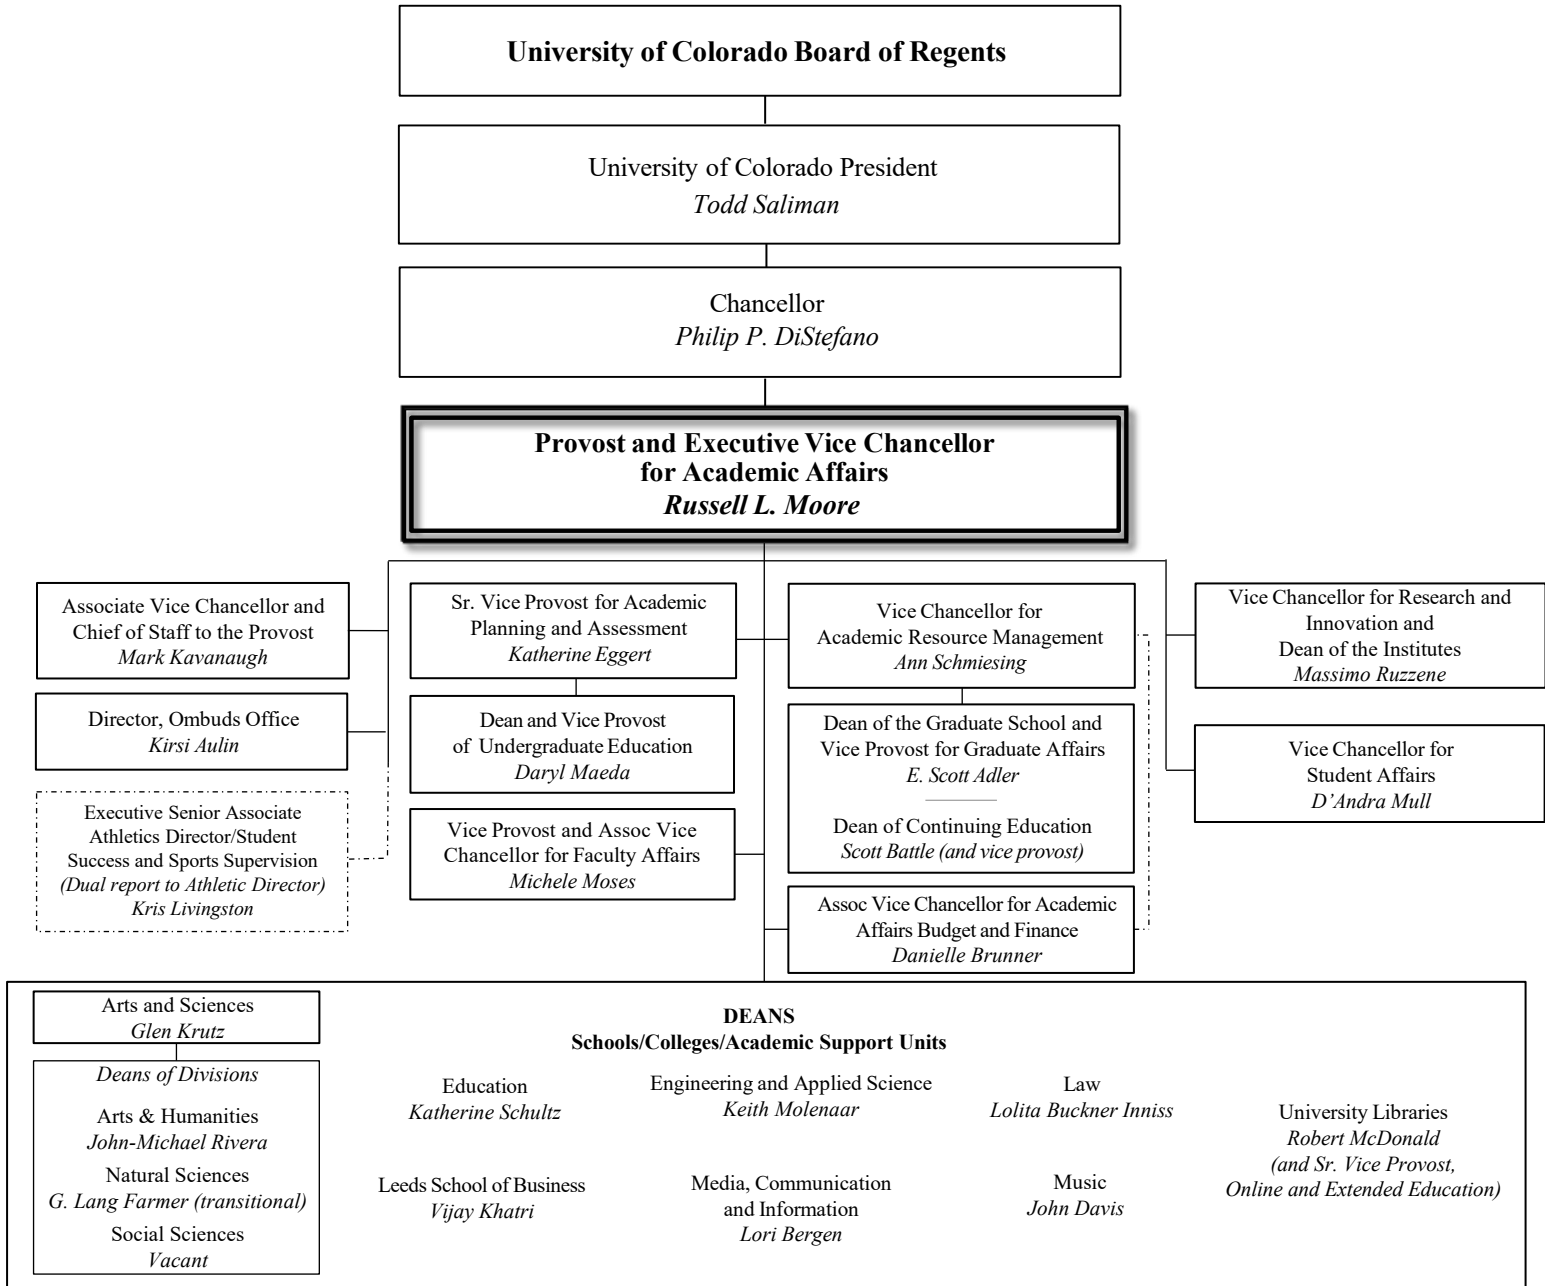 University of Colorado Board of Regents
University of Colorado President
Todd Saliman
Chancellor
Philip P. DiStefano
Provost and Executive Vice Chancellor
for Academic Affairs
Russell L. Moore
Associate Vice Chancellor and
Chief of Staff to the Provost
Mark Kavanaugh
Director, Ombuds Office
Kirsi Aulin
Executive Senior Associate
Athletics Director/Student
Success and Sports Supervision
(Dual report to Athletic Director)
Kris Livingston
Sr. Vice Provost for Academic
Planning and Assessment
Katherine Eggert
Dean and Vice Provost
of Undergraduate Education
Daryl Maeda
Vice Provost and Assoc Vice
Chancellor for Faculty Affairs
Michele Moses
Vice Chancellor for
Academic Resource Management
Ann Schmiesing
Dean of the Graduate School and
Vice Provost for Graduate Affairs
E. Scott Adler
Dean of Continuing Education
Scott Battle (and vice provost)
Assoc Vice Chancellor for Academic
Affairs Budget and Finance
Danielle Brunner
Vice Chancellor for Research and
Innovation and
Dean of the Institutes
Massimo Ruzzene
Vice Chancellor for
Student Affairs
D’Andra Mull
Arts and Sciences
Glen Krutz
Deans of Divisions
Arts & Humanities
John-Michael Rivera
Natural Sciences
G. Lang Farmer (transitional)
Social Sciences
Vacant
DEANS
Schools/Colleges/Academic Support Units
Education
Katherine Schultz
Engineering and Applied Science
Keith Molenaar
Law
Lolita Buckner Inniss
Leeds School of Business
Vijay Khatri
Media, Communication
and Information
Lori Bergen
Music
John Davis
University Libraries
Robert McDonald
(and Sr. Vice Provost,
Online and Extended Education)